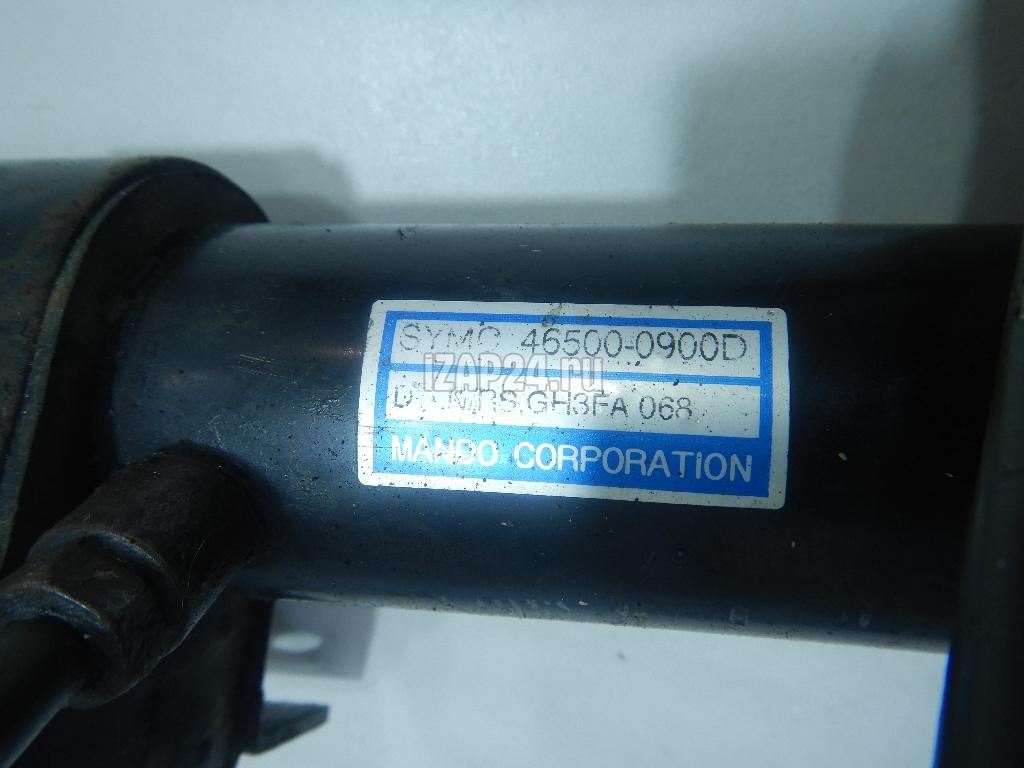 SYMC 46500-0900D
iZAP24.ru
GH3FA 068
MANDO CORPORATION